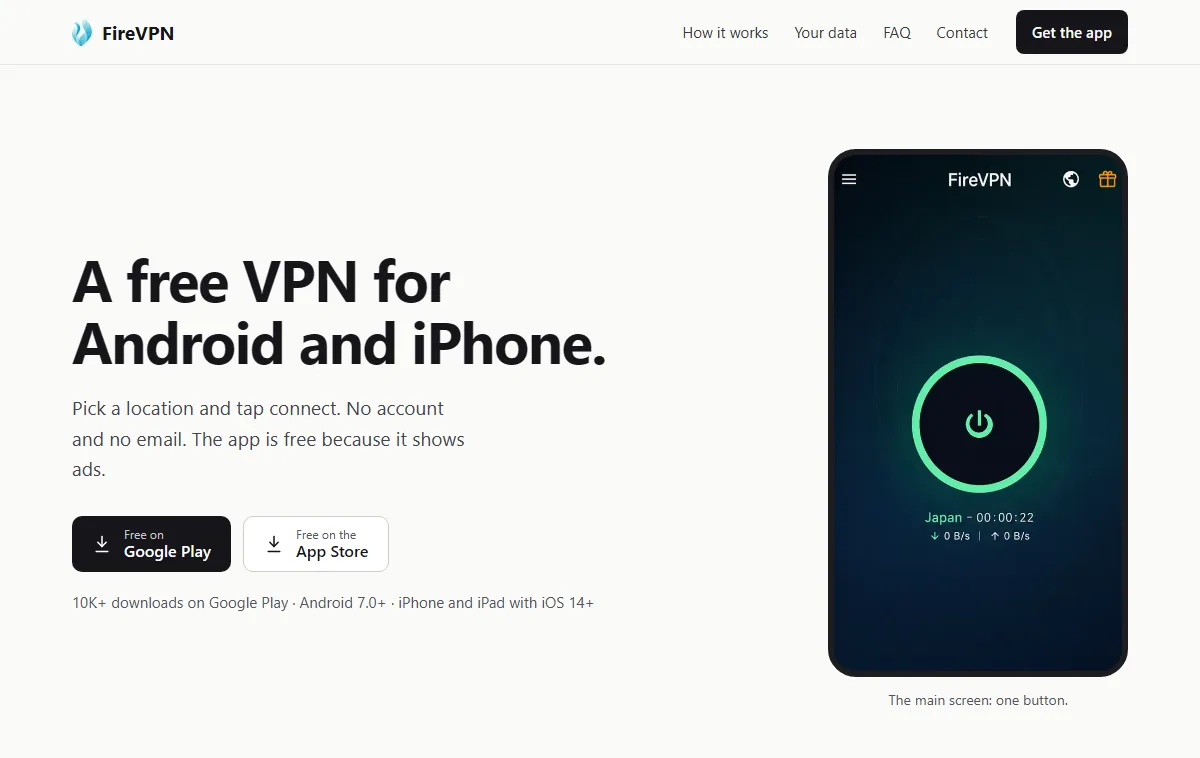 FireVPN
How it works
Your data
FAQ
Contact
Get the app
A free VPN for
Android and iPhone.
Pick a location and tap connect. No account
and no email. The app is free because it shows
ads.
Free on
Google Play
Free on the
App Store
10K+ downloads on Google Play · Android 7.0+ · iPhone and iPad with iOS 14+
FireVPN
Japan - 00:00:22
↓ 0 B/s | ↑ 0 B/s
The main screen: one button.